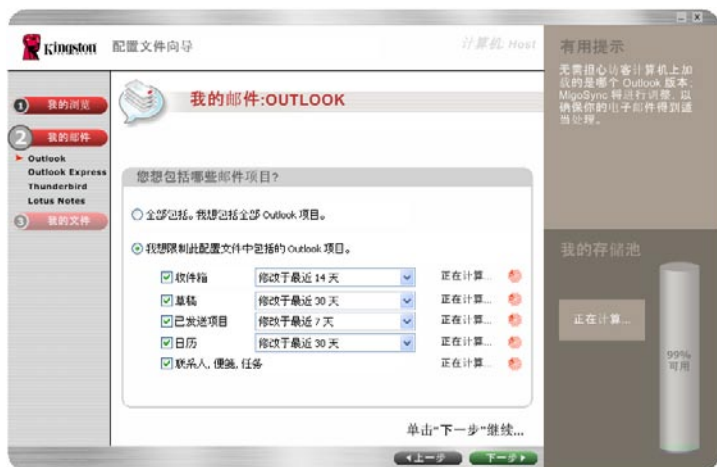 Kingston
配置文件向导
计算机: Host
1 我的浏览
2 我的邮件
Outlook
Outlook Express
Thunderbird
Lotus Notes
3 我的文件
我的邮件:OUTLOOK
您想包括哪些邮件项目?
全部包括。我想包括全部 Outlook 项目。
我想限制此配置文件中包括的 Outlook 项目。
收件箱 修改于最近 14 天 正在计算...
草稿 修改于最近 30 天 正在计算...
已发送项目 修改于最近 7 天 正在计算...
日历 修改于最近 30 天 正在计算...
联系人, 便笺, 任务 正在计算...
单击"下一步"继续...
上一步
下一步
有用提示
无需担心访客计算机上加
载的是哪个 Outlook 版本;
MigoSync 将进行调整, 以
确保你的电子邮件得到适
当处理。
我的存储池
正在计算...
99%
可用